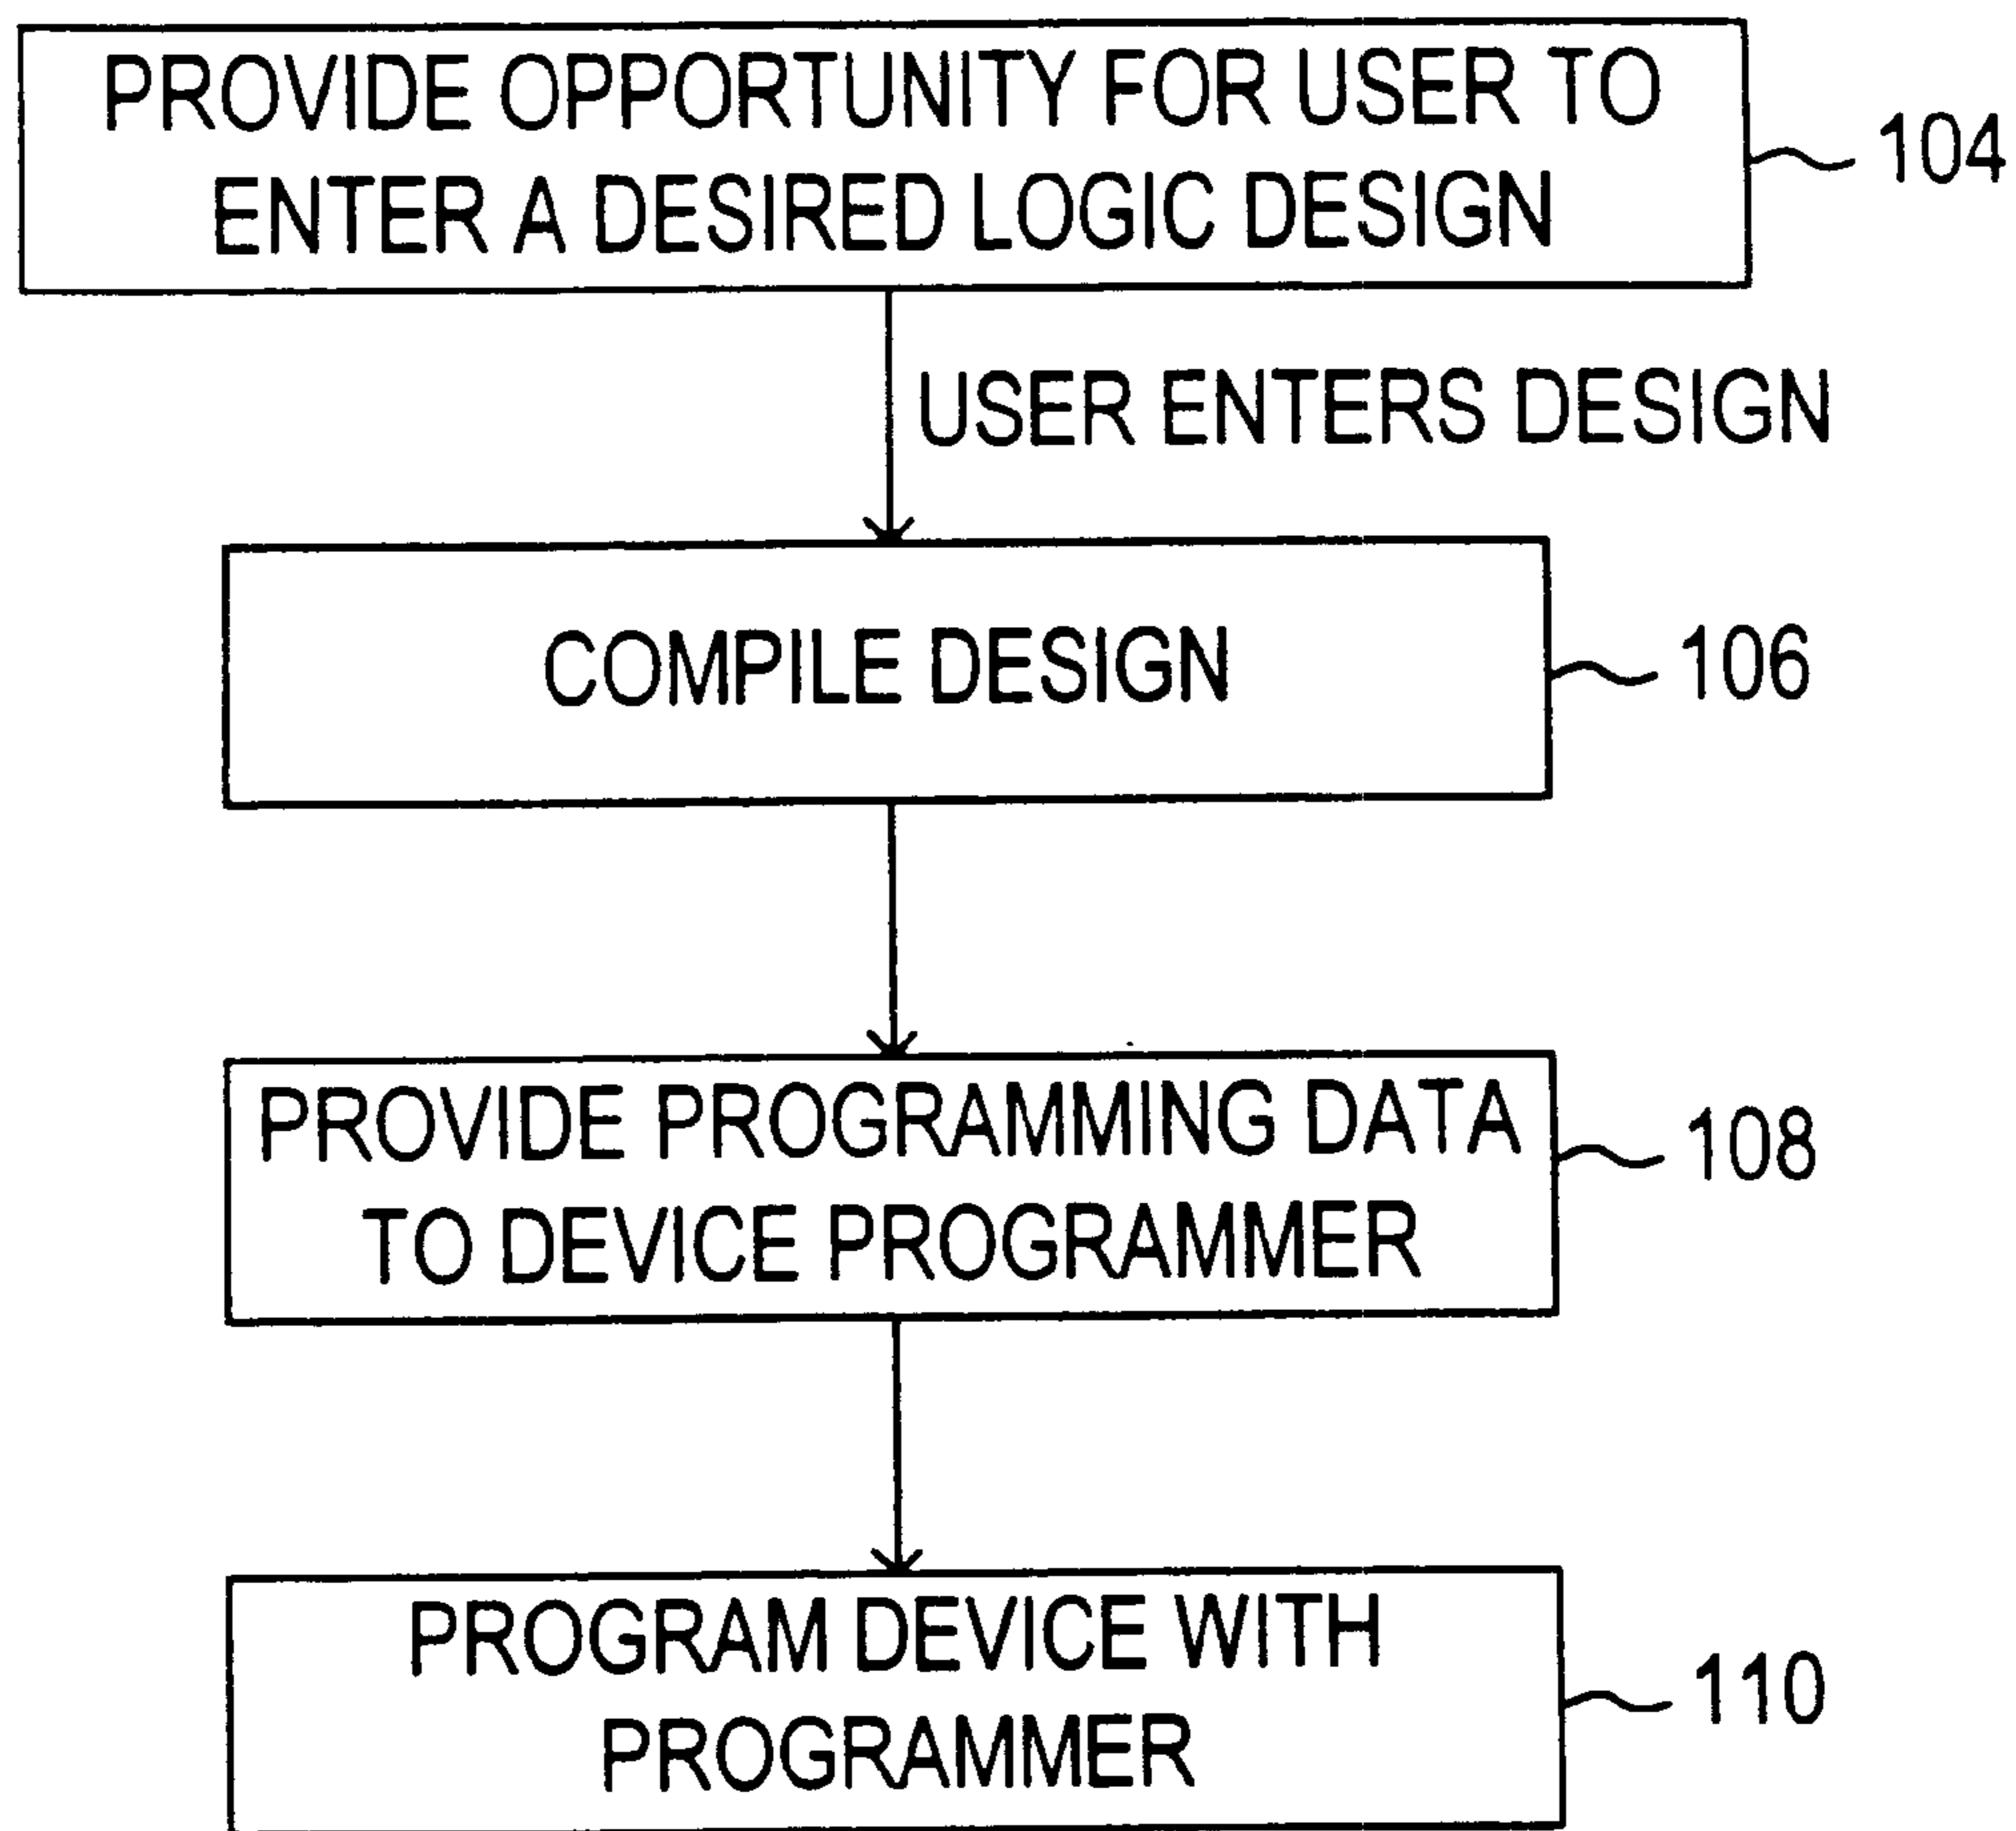 PROVIDE OPPORTUNITY FOR USER TO
ENTER A DESIRED LOGIC DESIGN
104
USER ENTERS DESIGN
COMPILE DESIGN
106
PROVIDE PROGRAMMING DATA
TO DEVICE PROGRAMMER
108
PROGRAM DEVICE WITH
PROGRAMMER
110